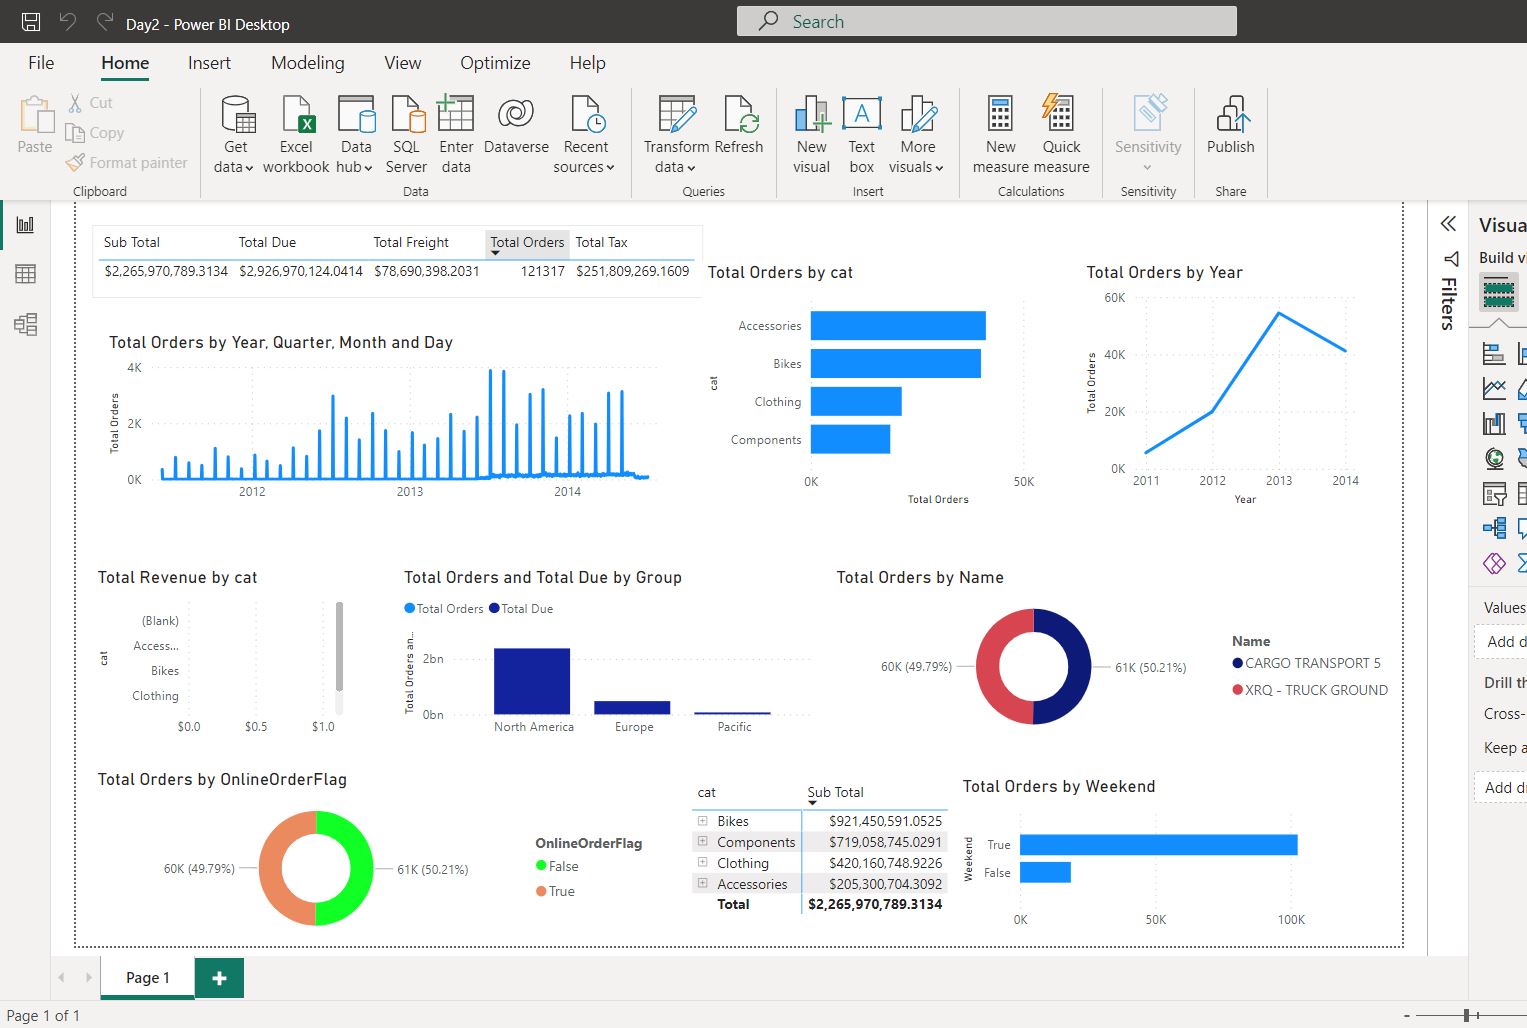 Day2 - Power BI Desktop
Search
File Home Insert Modeling View Optimize Help
Paste
Cut
Copy
Format painter
Clipboard
Get data
Excel workbook
Data hub
SQL Server
Enter data
Dataverse
Recent sources
Data
Transform data
Refresh
Queries
New visual
Text box
More visuals
Insert
New measure
Quick measure
Calculations
Sensitivity
Sensitivity
Publish
Share
Sub Total Total Due Total Freight Total Orders Total Tax
$2,265,970,789.3134 $2,926,970,124.0414 $78,690,398.2031 121317 $251,809,269.1609
Total Orders by Year, Quarter, Month and Day
Total Orders
4K
2K
0K
2012 2013 2014
Total Orders by cat
cat
Accessories
Bikes
Clothing
Components
0K 50K
Total Orders
Total Orders by Year
Total Orders
60K
40K
20K
0K
2011 2012 2013 2014
Year
Total Revenue by cat
cat
(Blank)
Access...
Bikes
Clothing
$0.0 $0.5 $1.0
Total Orders and Total Due by Group
Total Orders Total Due
Total Orders an...
2bn
0bn
North America Europe Pacific
Total Orders by Name
60K (49.79%)
61K (50.21%)
Name
CARGO TRANSPORT 5
XRQ - TRUCK GROUND
Total Orders by OnlineOrderFlag
60K (49.79%)
61K (50.21%)
OnlineOrderFlag
False
True
cat Sub Total
Bikes $921,450,591.0525
Components $719,058,745.0291
Clothing $420,160,748.9226
Accessories $205,300,704.3092
Total $2,265,970,789.3134
Total Orders by Weekend
Weekend
True
False
0K 50K 100K
Filters
Visua
Build vi
Values
Add d
Drill th
Cross-
Keep a
Add dr
Page 1
Page 1 of 1